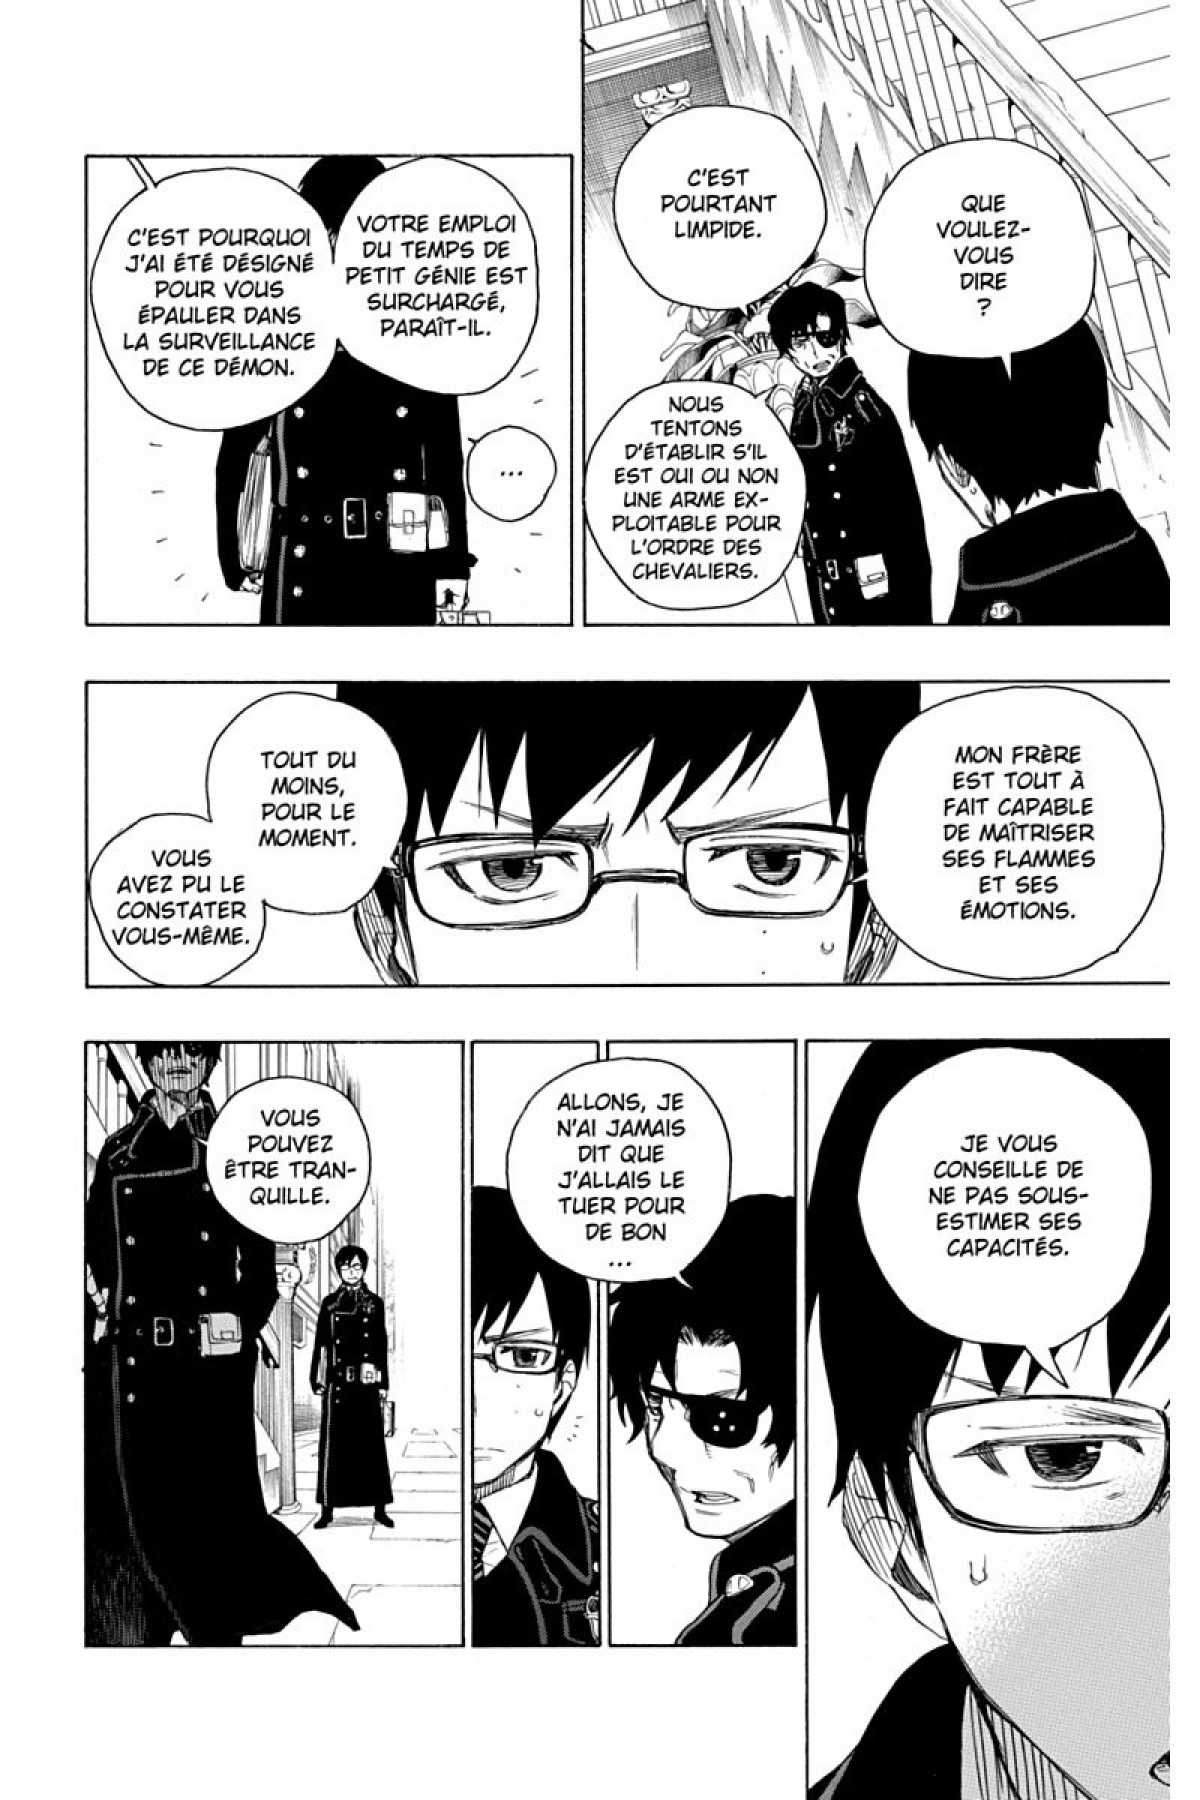 QUE
VOULEZ-
VOUS
DIRE
?
C'EST
POURTANT
LIMPIDE.
NOUS
TENTONS
D'ÉTABLIR S'IL
EST OUI OU NON
UNE ARME EX-
PLOITABLE POUR
L'ORDRE DES
CHEVALIERS.
VOTRE EMPLOI
DU TEMPS DE
PETIT GÉNIE EST
SURCHARGÉ,
PARAÎT-IL.
C'EST POURQUOI
J'AI ÉTÉ DÉSIGNÉ
POUR VOUS
ÉPAULER DANS
LA SURVEILLANCE
DE CE DÉMON.
...
MON FRÈRE
EST TOUT À
FAIT CAPABLE
DE MAÎTRISER
SES FLAMMES
ET SES
ÉMOTIONS.
TOUT DU
MOINS,
POUR LE
MOMENT.
VOUS
AVEZ PU LE
CONSTATER
VOUS-MÊME.
JE VOUS
CONSEILLE DE
NE PAS SOUS-
ESTIMER SES
CAPACITÉS.
ALLONS, JE
N'AI JAMAIS
DIT QUE
J'ALLAIS LE
TUER POUR
DE BON
...
VOUS
POUVEZ
ÊTRE TRAN-
QUILLE.